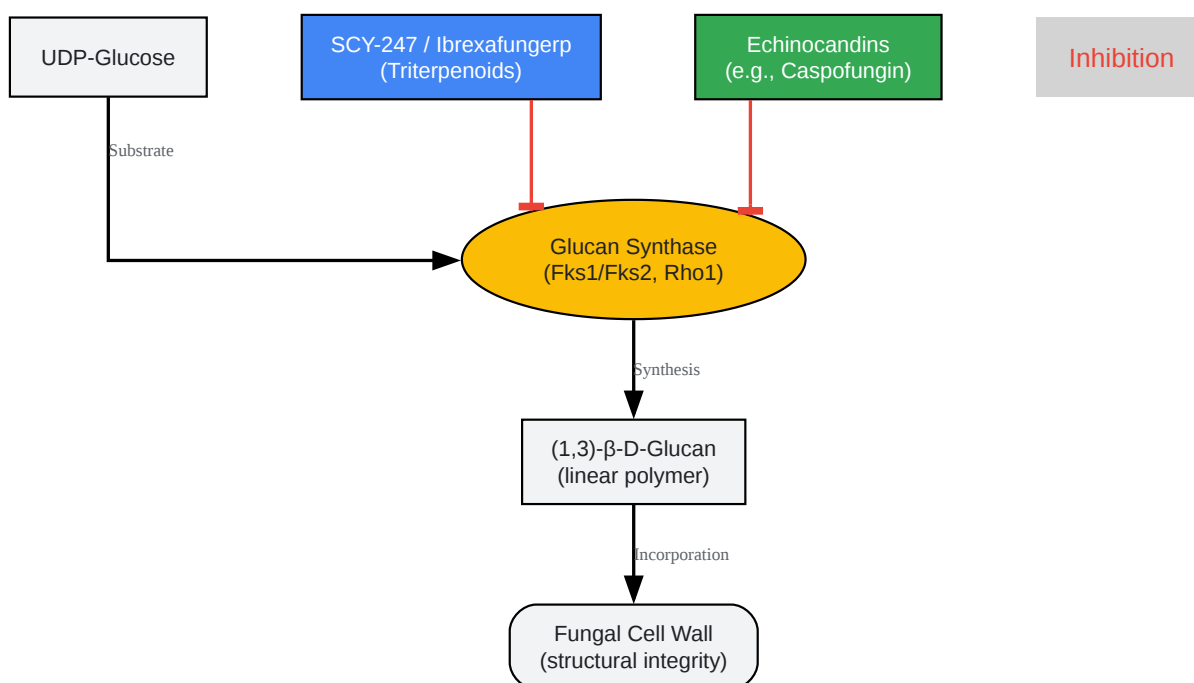 UDP-Glucose
SCY-247 / Ibrexafungerp
(Triterpenoids)
Echinocandins
(e.g., Caspofungin)
Inhibition
Substrate
Glucan Synthase
(Fks1/Fks2, Rho1)
Synthesis
(1,3)-β-D-Glucan
(linear polymer)
Incorporation
Fungal Cell Wall
(structural integrity)